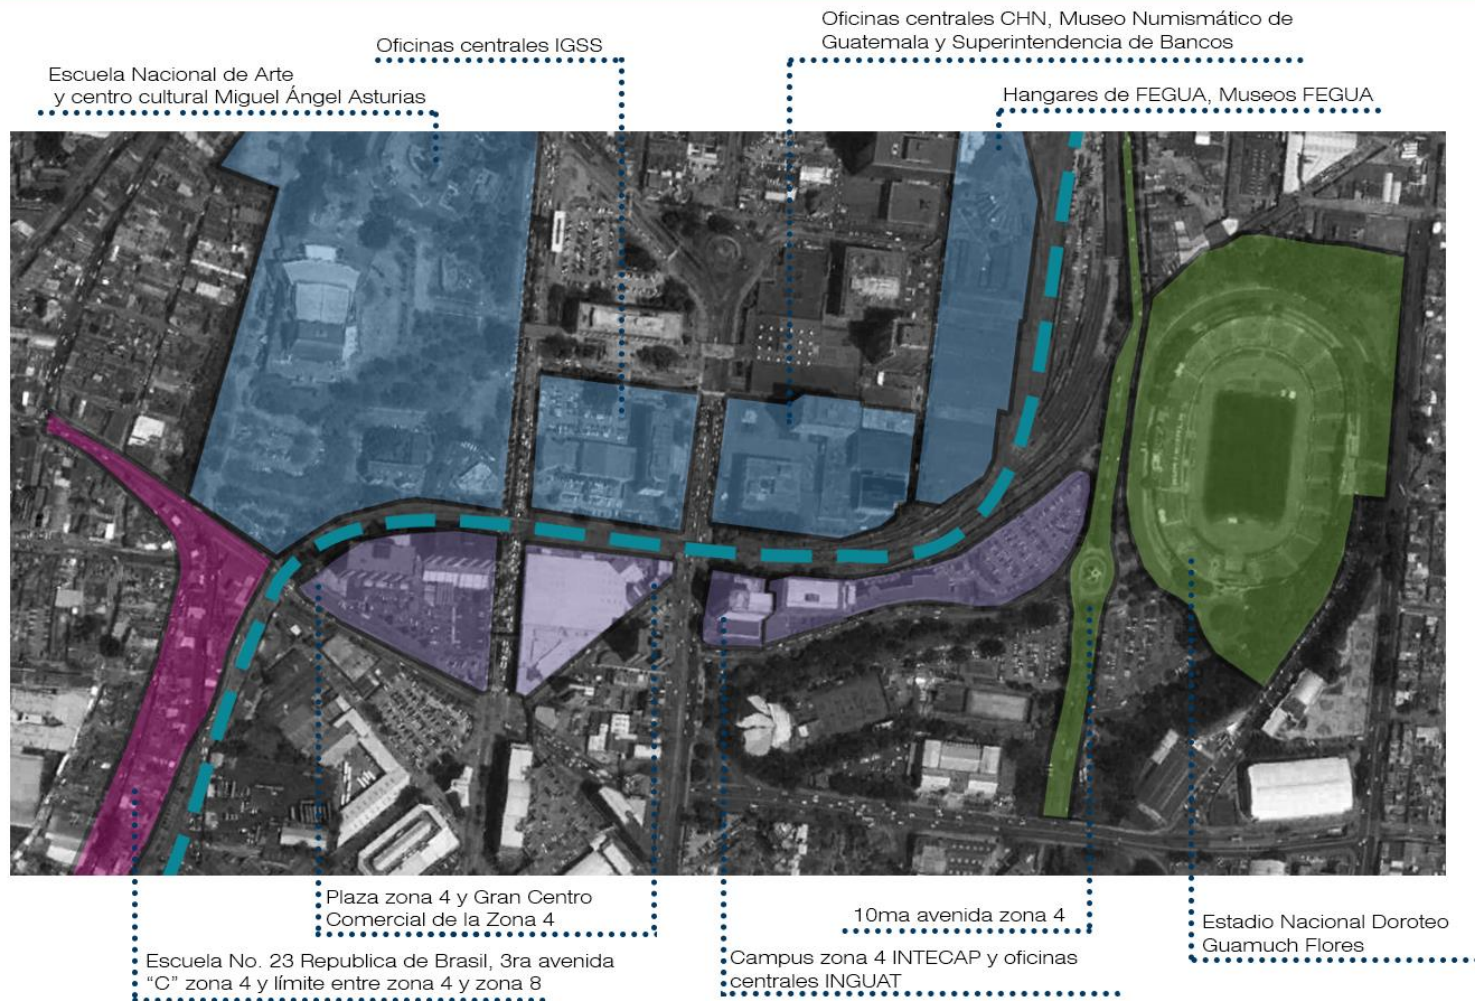 Oficinas centrales CHN, Museo Numismático de
Guatemala y Superintendencia de Bancos
Oficinas centrales IGSS
Escuela Nacional de Arte
y centro cultural Miguel Ángel Asturias
Hangares de FEGUA, Museos FEGUA
Plaza zona 4 y Gran Centro
Comercial de la Zona 4
10ma avenida zona 4
Estadio Nacional Doroteo
Guamuch Flores
Escuela No. 23 Republica de Brasil, 3ra avenida
“C” zona 4 y límite entre zona 4 y zona 8
Campus zona 4 INTECAP y oficinas
centrales INGUAT